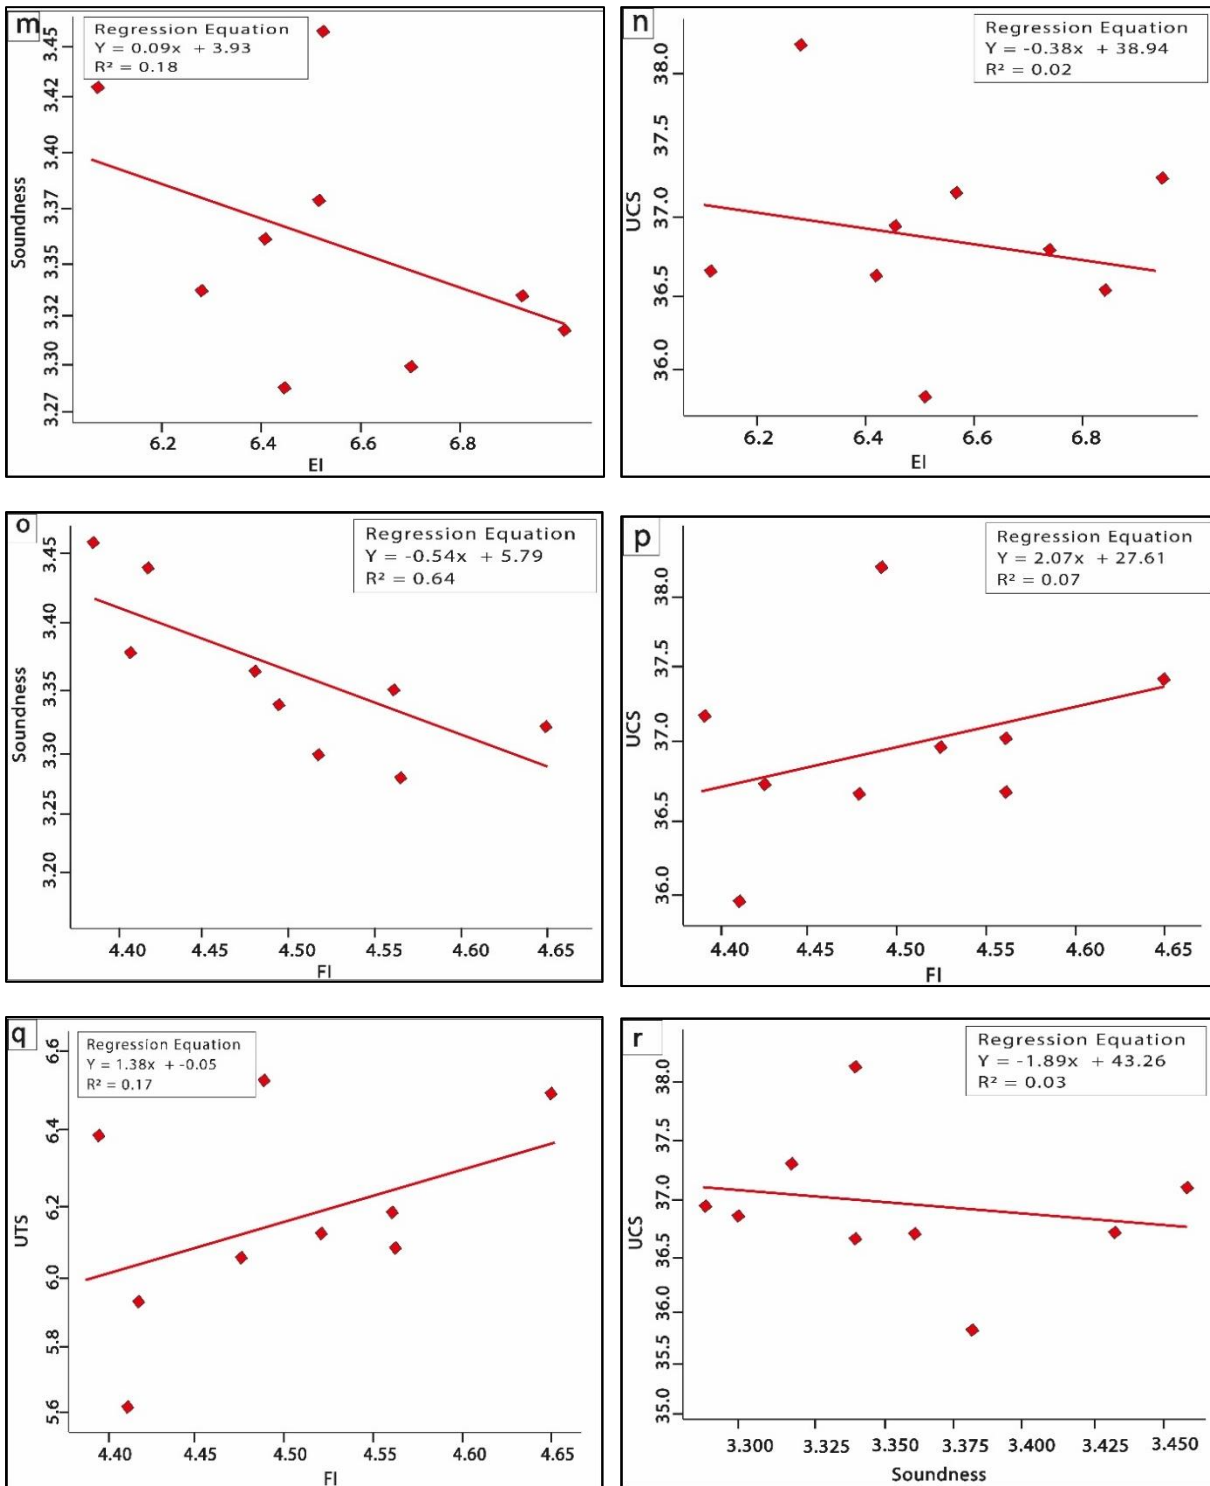 m
Regression Equation
Y = 0.09x + 3.93
R² = 0.18
Soundness
3.45
3.42
3.40
3.37
3.35
3.32
3.30
3.27
6.2 6.4 6.6 6.8
EI
n
Regression Equation
Y = -0.38x + 38.94
R² = 0.02
UCS
38.0
37.5
37.0
36.5
36.0
6.2 6.4 6.6 6.8
EI
o
Regression Equation
Y = -0.54x + 5.79
R² = 0.64
Soundness
3.45
3.40
3.35
3.30
3.25
3.20
4.40 4.45 4.50 4.55 4.60 4.65
FI
p
Regression Equation
Y = 2.07x + 27.61
R² = 0.07
UCS
38.0
37.5
37.0
36.5
36.0
4.40 4.45 4.50 4.55 4.60 4.65
FI
q
Regression Equation
Y = 1.38x + -0.05
R² = 0.17
UTS
6.6
6.4
6.2
6.0
5.8
5.6
4.40 4.45 4.50 4.55 4.60 4.65
FI
r
Regression Equation
Y = -1.89x + 43.26
R² = 0.03
UCS
38.0
37.5
37.0
36.5
36.0
35.5
35.0
3.300 3.325 3.350 3.375 3.400 3.425 3.450
Soundness